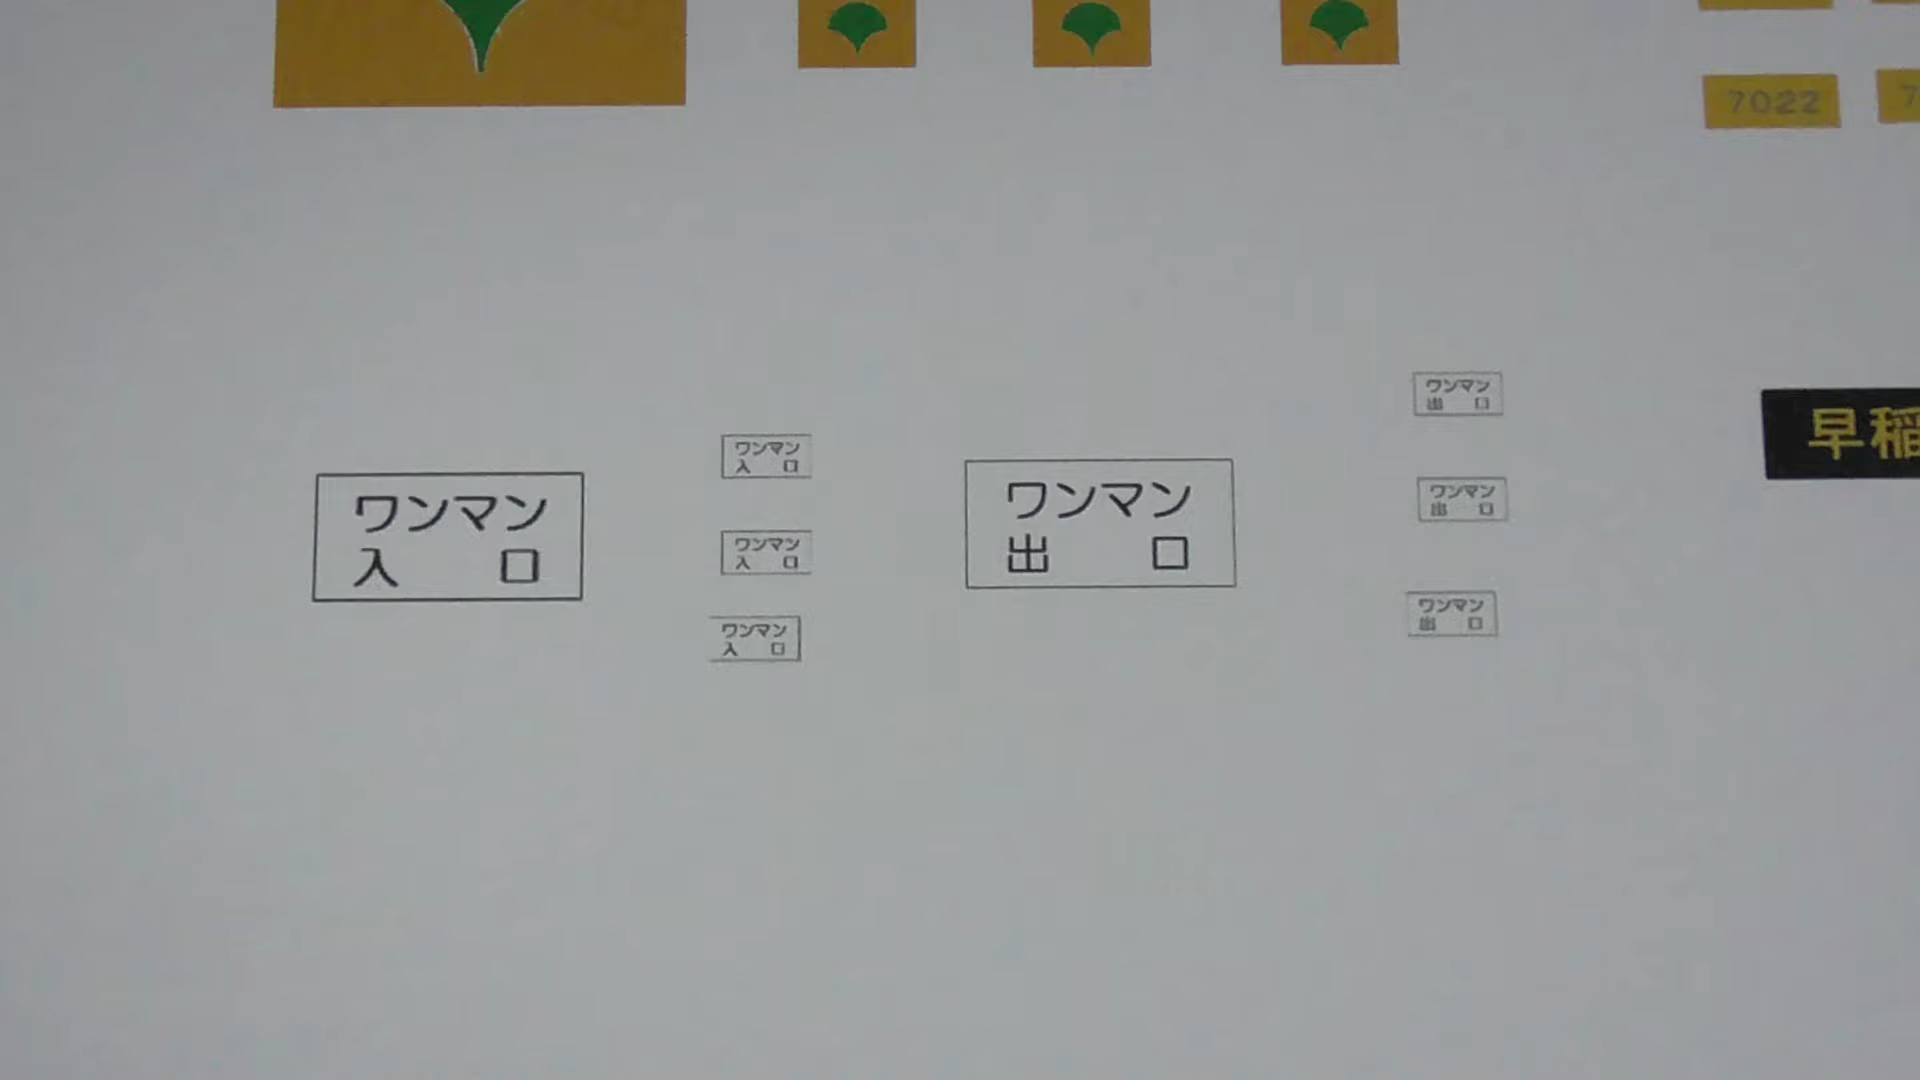 7022
早稲
ワンマン
入 口
ワンマン
入 口
ワンマン
入 口
ワンマン
入 口
ワンマン
出 口
ワンマン
出 口
ワンマン
出 口
ワンマン
出 口